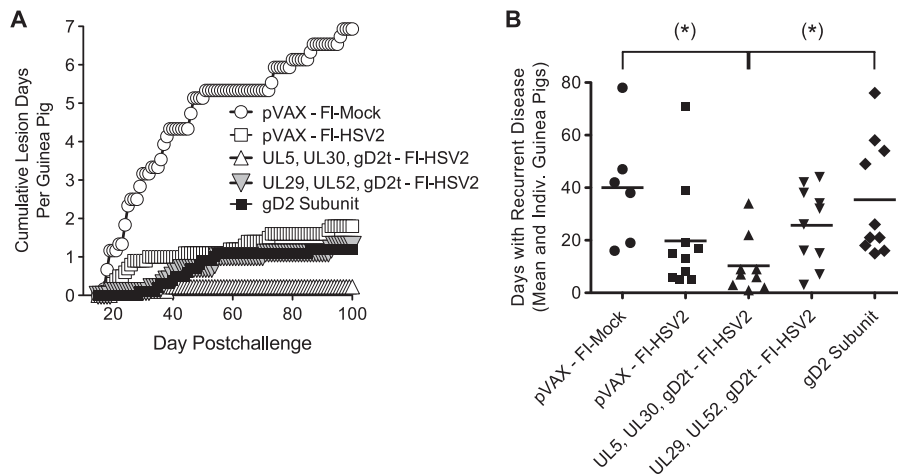 A
Cumulative Lesion Days
Per Guinea Pig
7
6
5
4
3
2
1
0
20
40
60
80
100
Day Postchallenge
pVAX - FI-Mock
pVAX - FI-HSV2
UL5, UL30, gD2t - FI-HSV2
UL29, UL52, gD2t - FI-HSV2
gD2 Subunit
B
(*)
(*)
Days with Recurrent Disease
(Mean and Indiv. Guinea Pigs)
80
60
40
20
0
pVAX - FI-Mock
pVAX - FI-HSV2
UL5, UL30, gD2t - FI-HSV2
UL29, UL52, gD2t - FI-HSV2
gD2 Subunit